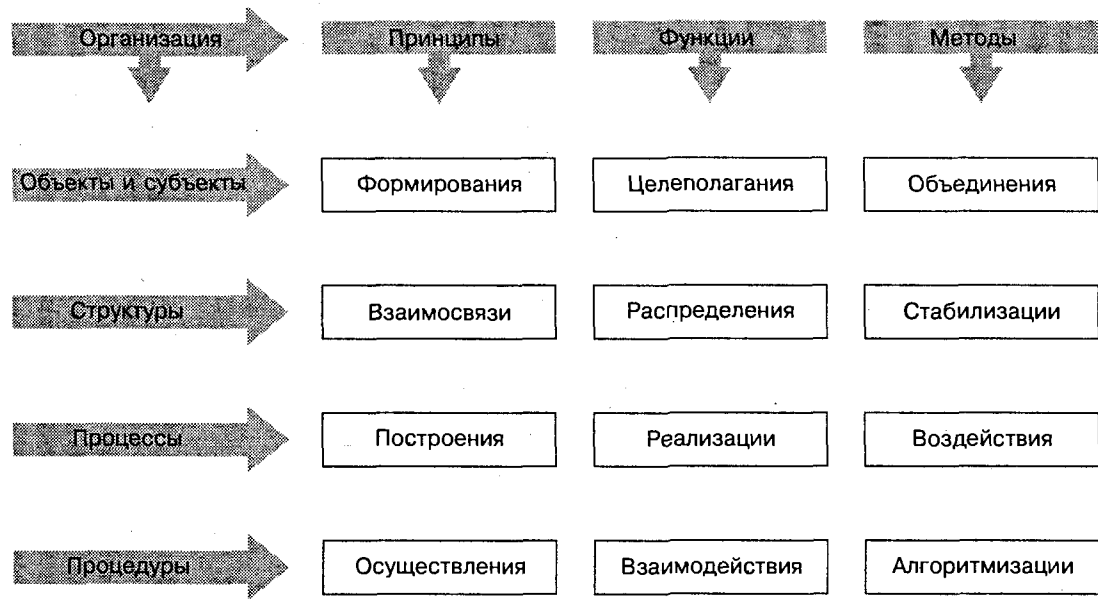 Организация Принципы Функции Методы
Объекты и субъекты Формирования Целеполагания Объединения
Структуры Взаимосвязи Распределения Стабилизации
Процессы Построения Реализации Воздействия
Процедуры Осуществления Взаимодействия Алгоритмизации